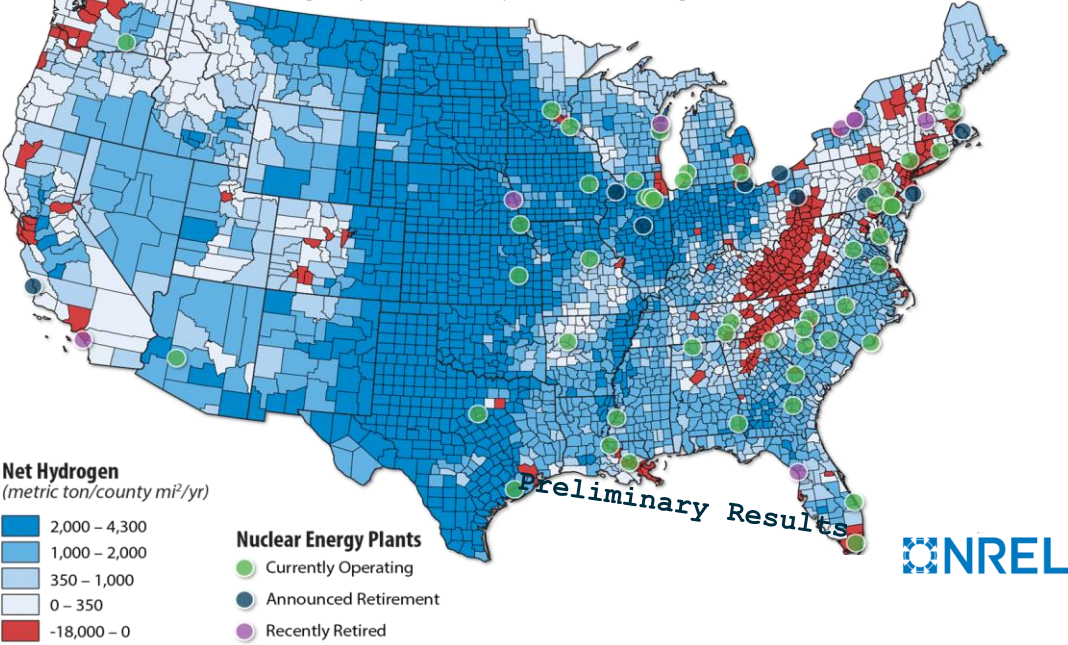 Preliminary Results
NREL
Net Hydrogen
(metric ton/county mi²/yr)
2,000 – 4,300
1,000 – 2,000
350 – 1,000
0 – 350
-18,000 – 0
Nuclear Energy Plants
Currently Operating
Announced Retirement
Recently Retired